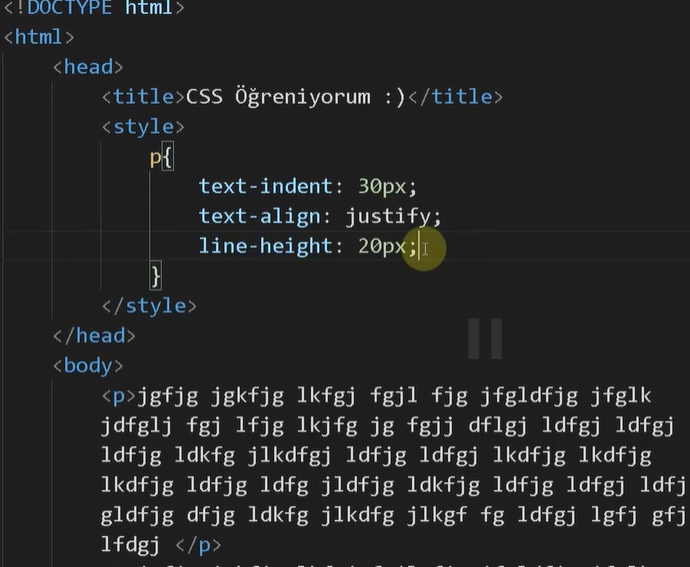 <!DOCTYPE html>
<html>
<head>
<title>CSS Öğreniyorum :)</title>
<style>
p{
text-indent: 30px;
text-align: justify;
line-height: 20px;
}
</style>
</head>
<body>
<p>jgfjg jgkfjg lkfgj fgjl fjg jfgldfjg jfglk
jdfglj fgj lfjg lkjfg jg fgjj dflgj ldfgj ldfgj
ldfjg ldkfg jlkdfgj ldfjg ldfgj lkdfjg lkdfjg
lkdfjg ldfjg ldfg jldfjg ldkfjg ldfjg ldfgj ldfj
gldfjg dfjg ldkfg jlkdfg jlkgf fg ldfgj lgfj gfj
lfdgj </p>